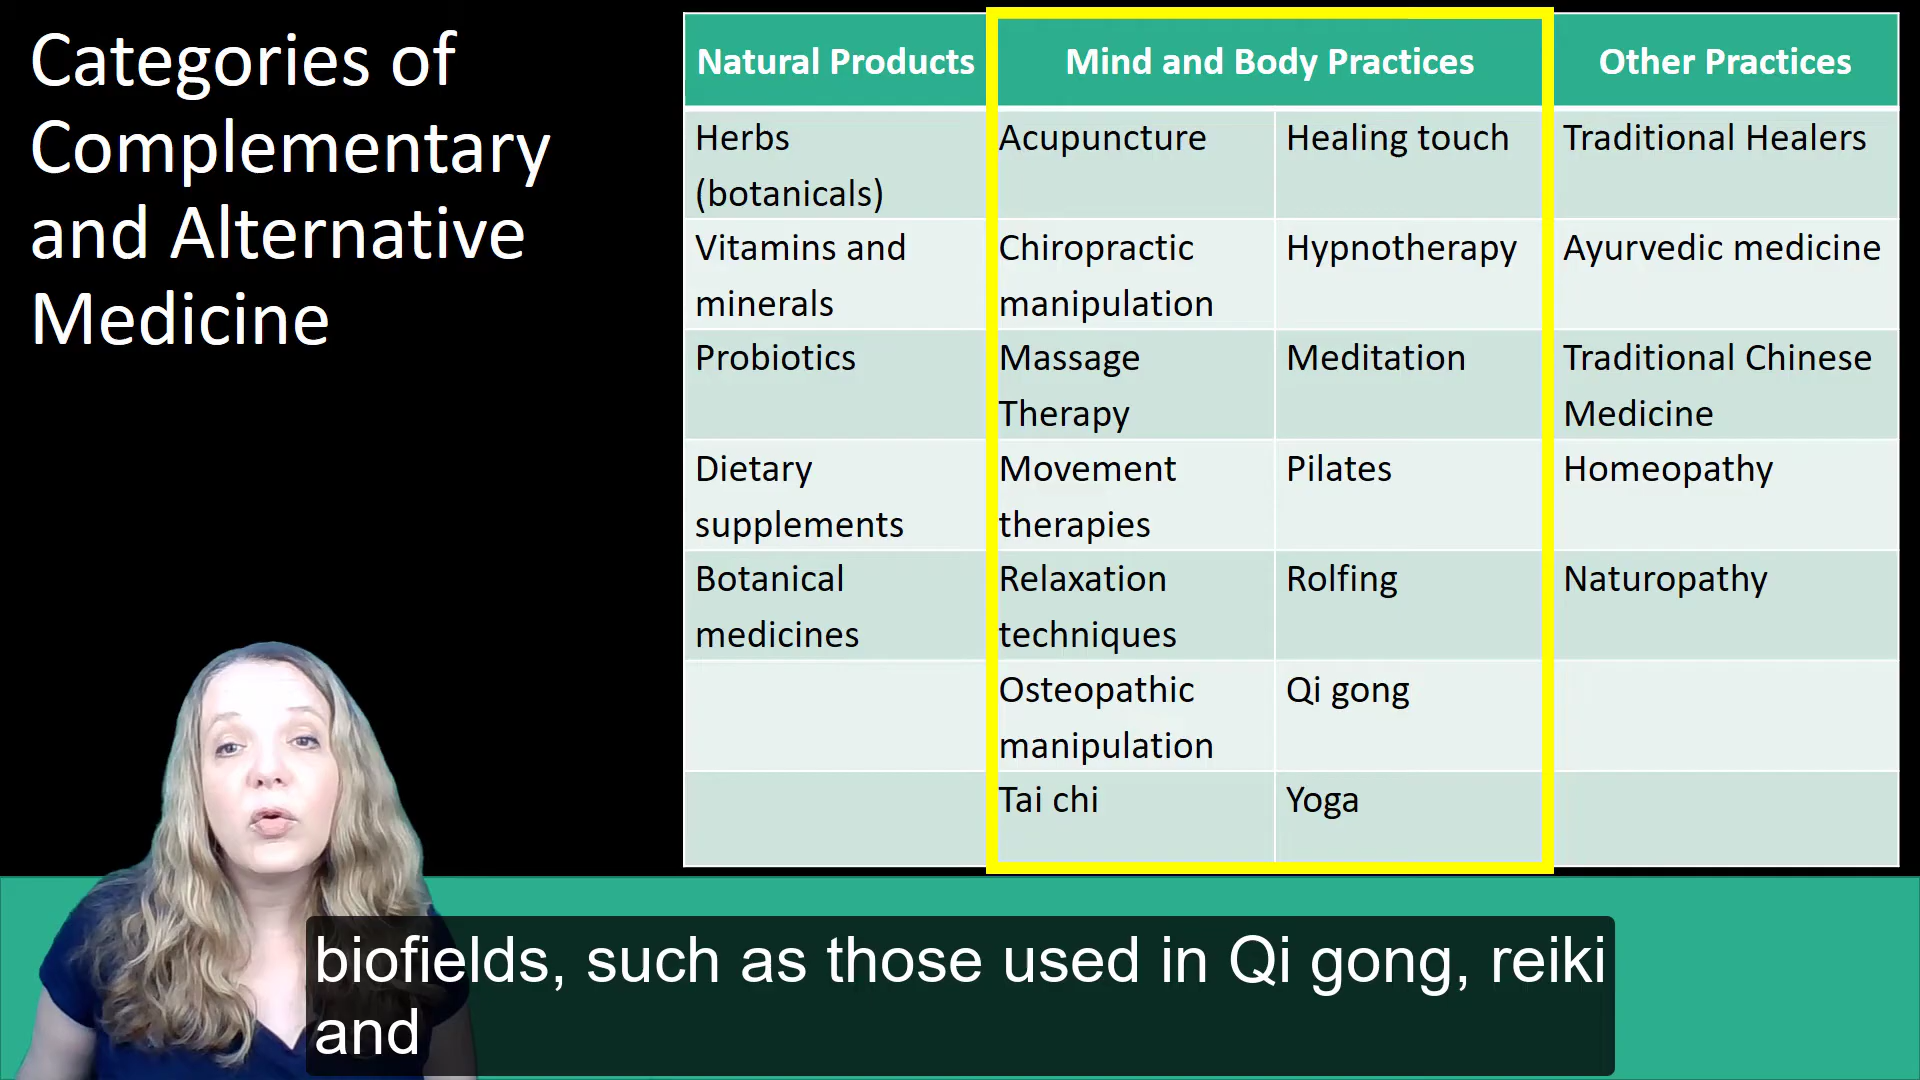 Categories of
Complementary
and Alternative
Medicine
Natural Products
Mind and Body Practices
Other Practices
Herbs
(botanicals)
Acupuncture
Healing touch
Traditional Healers
Vitamins and
minerals
Chiropractic
manipulation
Hypnotherapy
Ayurvedic medicine
Probiotics
Massage
Therapy
Meditation
Traditional Chinese
Medicine
Dietary
supplements
Movement
therapies
Pilates
Homeopathy
Botanical
medicines
Relaxation
techniques
Rolfing
Naturopathy
Osteopathic
manipulation
Qi gong
Tai chi
Yoga
biofields, such as those used in Qi gong, reiki
and